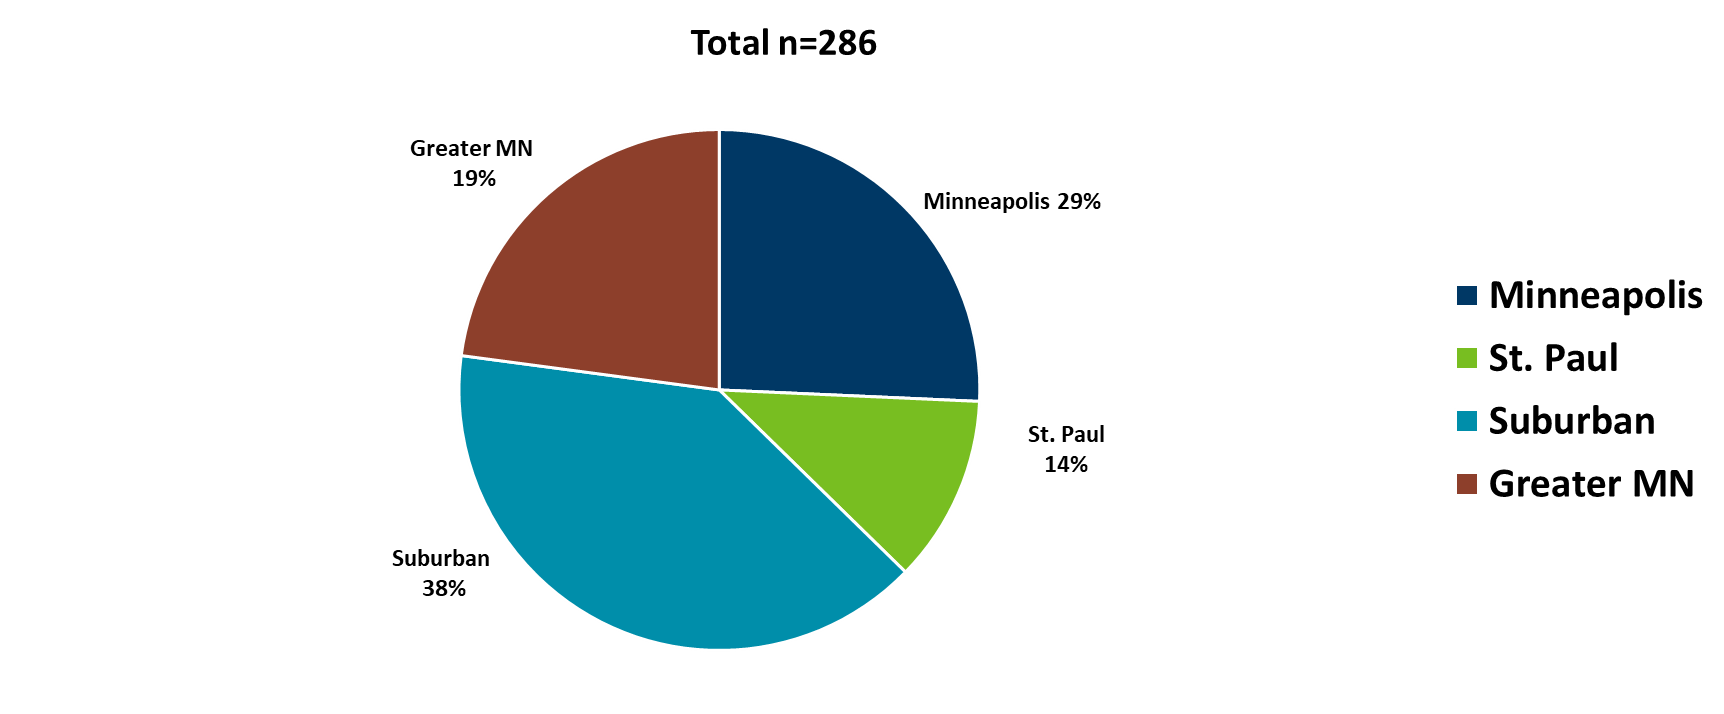 Total n=286
Greater MN
19%
Minneapolis 29%
St. Paul
14%
Suburban
38%
Minneapolis
St. Paul
Suburban
Greater MN